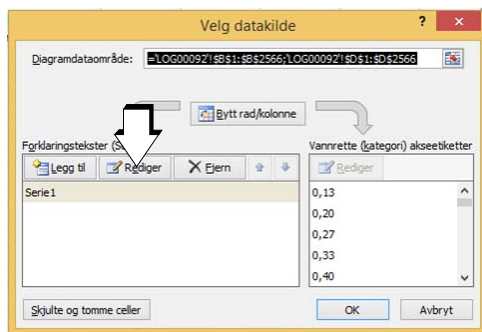 Velg datakilde
?
Diagramdataområde:
='LOG00092'!$B$1:$B$2566;'LOG00092'!$D$1:$D$2566
Bytt rad/kolonne
Forklaringstekster (S
Vannrette (kategori) akseetiketter
Legg til
Rediger
Fjern
Rediger
Serie1
0,13
0,20
0,27
0,33
0,40
Skjulte og tomme celler
OK
Avbryt